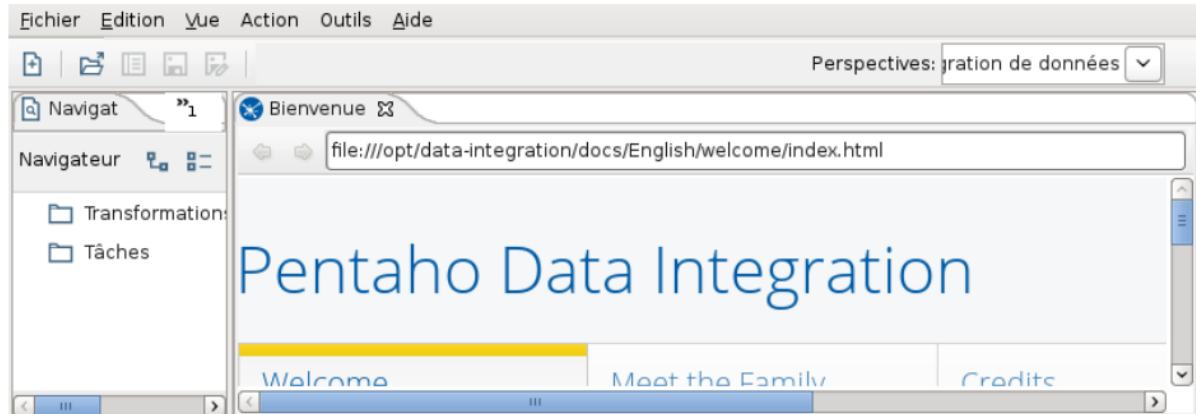 Fichier Edition Vue Action Outils Aide
Perspectives: gration de données
Navigat »1 Bienvenue
Navigateur file:///opt/data-integration/docs/English/welcome/index.html
Transformations
Tâches
Pentaho Data Integration
Welcome Meet the Family Credits